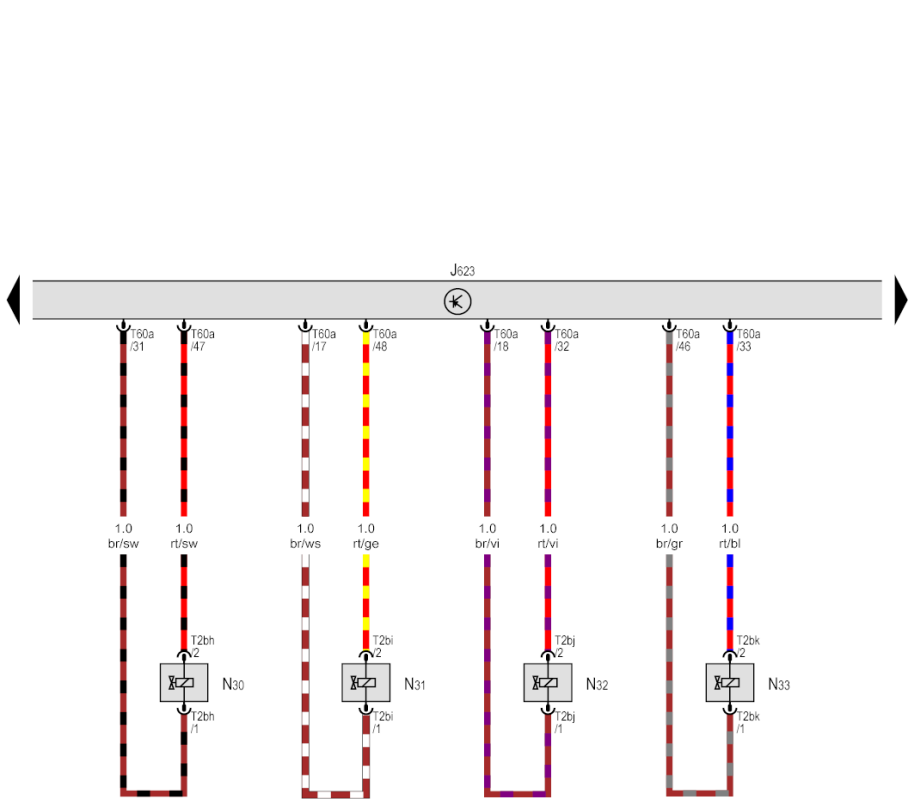 J623
T60a
/31
T60a
/47
T60a
/17
T60a
/48
T60a
/18
T60a
/32
T60a
/46
T60a
/33
1.0
br/sw
1.0
rt/sw
1.0
br/ws
1.0
rt/ge
1.0
br/vi
1.0
rt/vi
1.0
br/gr
1.0
rt/bl
T2bh
/2
T2bi
/2
T2bj
/2
T2bk
/2
N30
N31
N32
N33
T2bh
/1
T2bi
/1
T2bj
/1
T2bk
/1